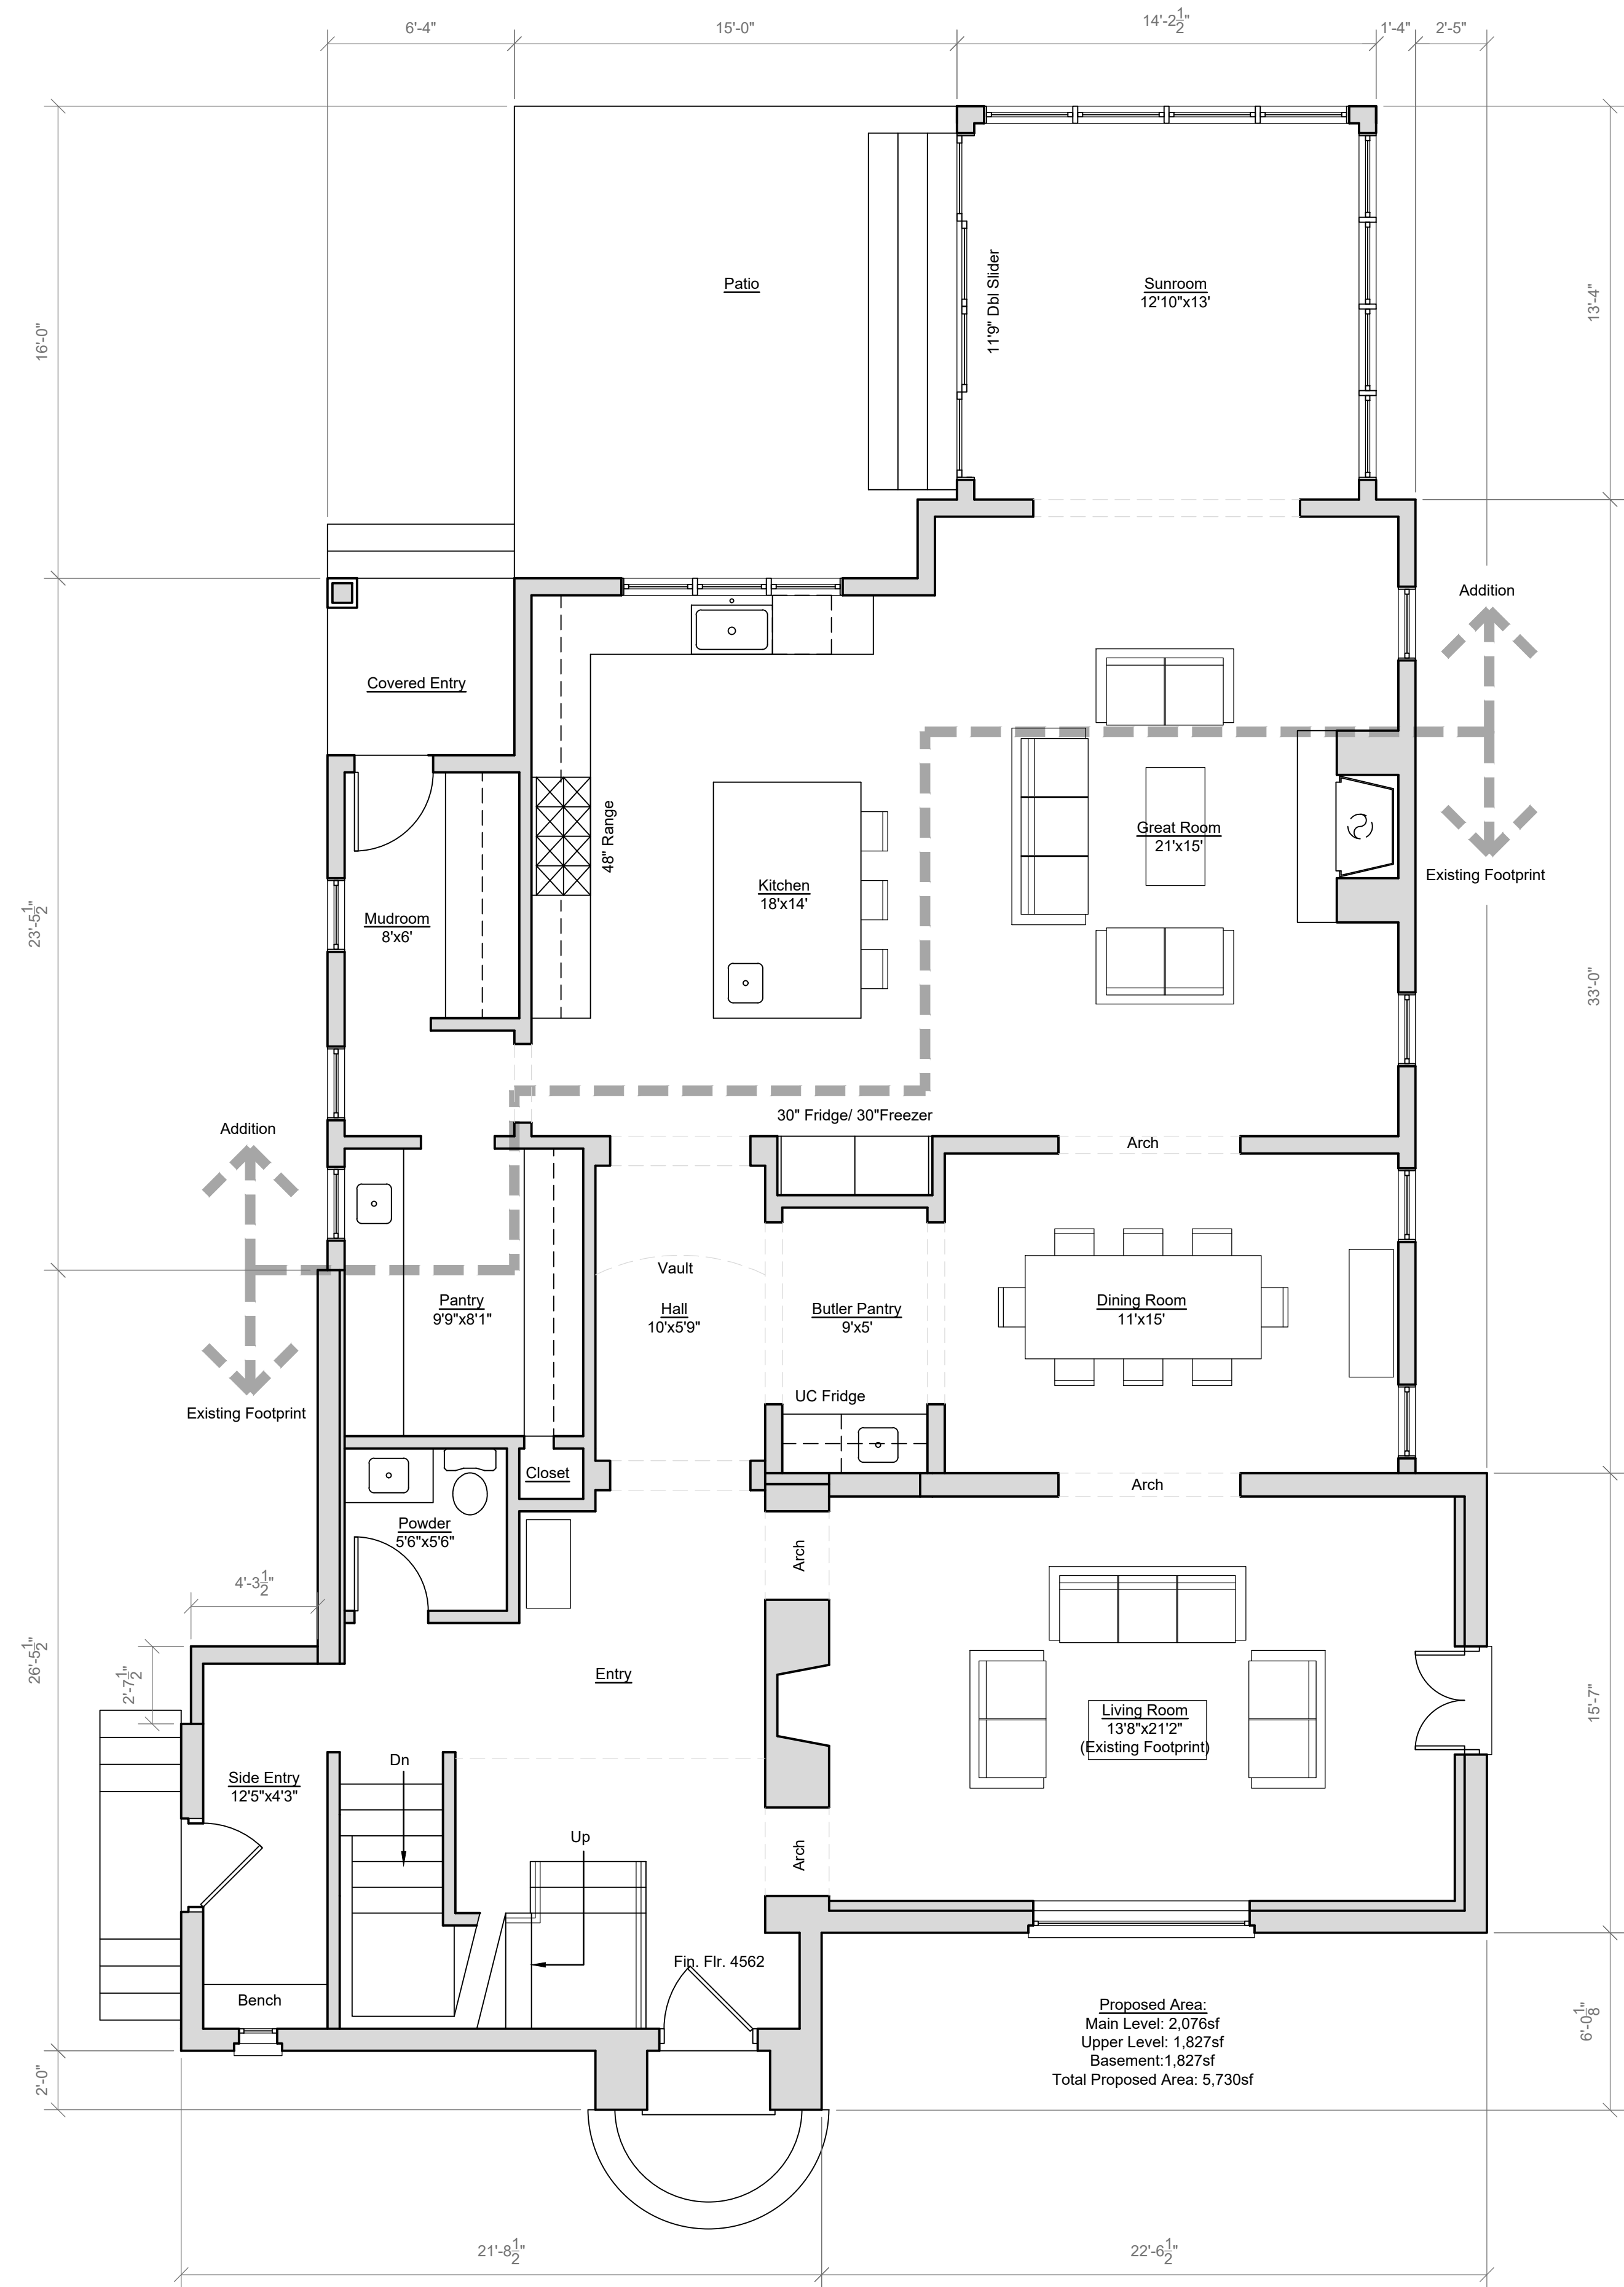 6'-4"
15'-0"
14'-2 1/2"
1'-4"
2'-5"
16'-0"
13'-4"
Patio
11'9" Dbl Slider
Sunroom
12'10"x13'
Addition
Covered Entry
48" Range
Great Room
21'x15'
Existing Footprint
Kitchen
18'x14'
Mudroom
8'x6'
23'-5 1/2"
33'-0"
30" Fridge/ 30"Freezer
Addition
Arch
Vault
Hall
10'x5'9"
Butler Pantry
9'x5'
Dining Room
11'x15'
Pantry
9'9"x8'1"
UC Fridge
Existing Footprint
Closet
Arch
Powder
5'6"x5'6"
Arch
4'-3 1/2"
26'-5 1/2"
2'-7 1/2"
Entry
Living Room
13'8"x21'2"
(Existing Footprint)
15'-7"
Dn
Side Entry
12'5"x4'3"
Up
Arch
Fin. Flr. 4562
Bench
Proposed Area:
Main Level: 2,076sf
Upper Level: 1,827sf
Basement:1,827sf
Total Proposed Area: 5,730sf
6'-0 1/8"
2'-0"
21'-8 1/2"
22'-6 1/2"